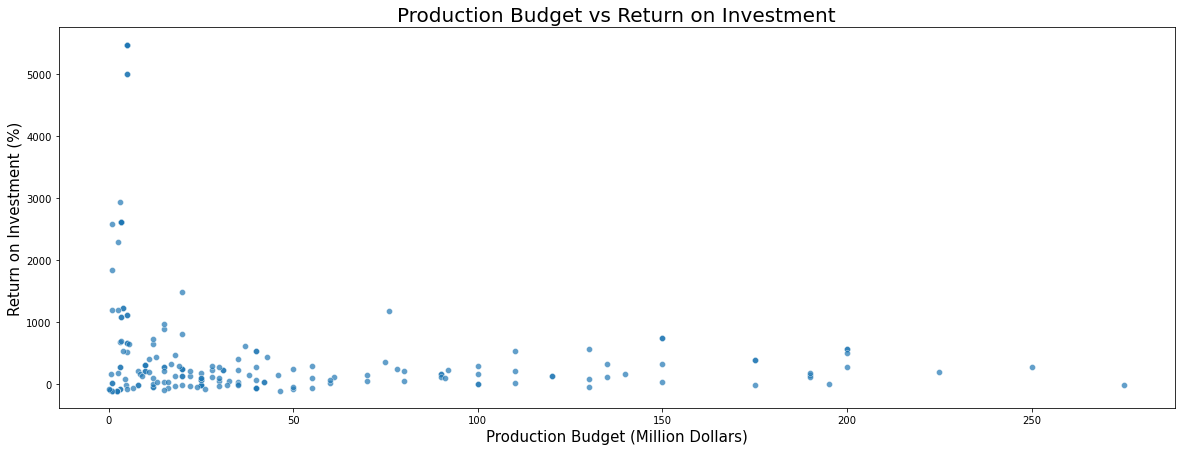 Production Budget vs Return on Investment
Return on Investment (%)
5000
4000
3000
2000
1000
0
0 50 100 150 200 250
Production Budget (Million Dollars)